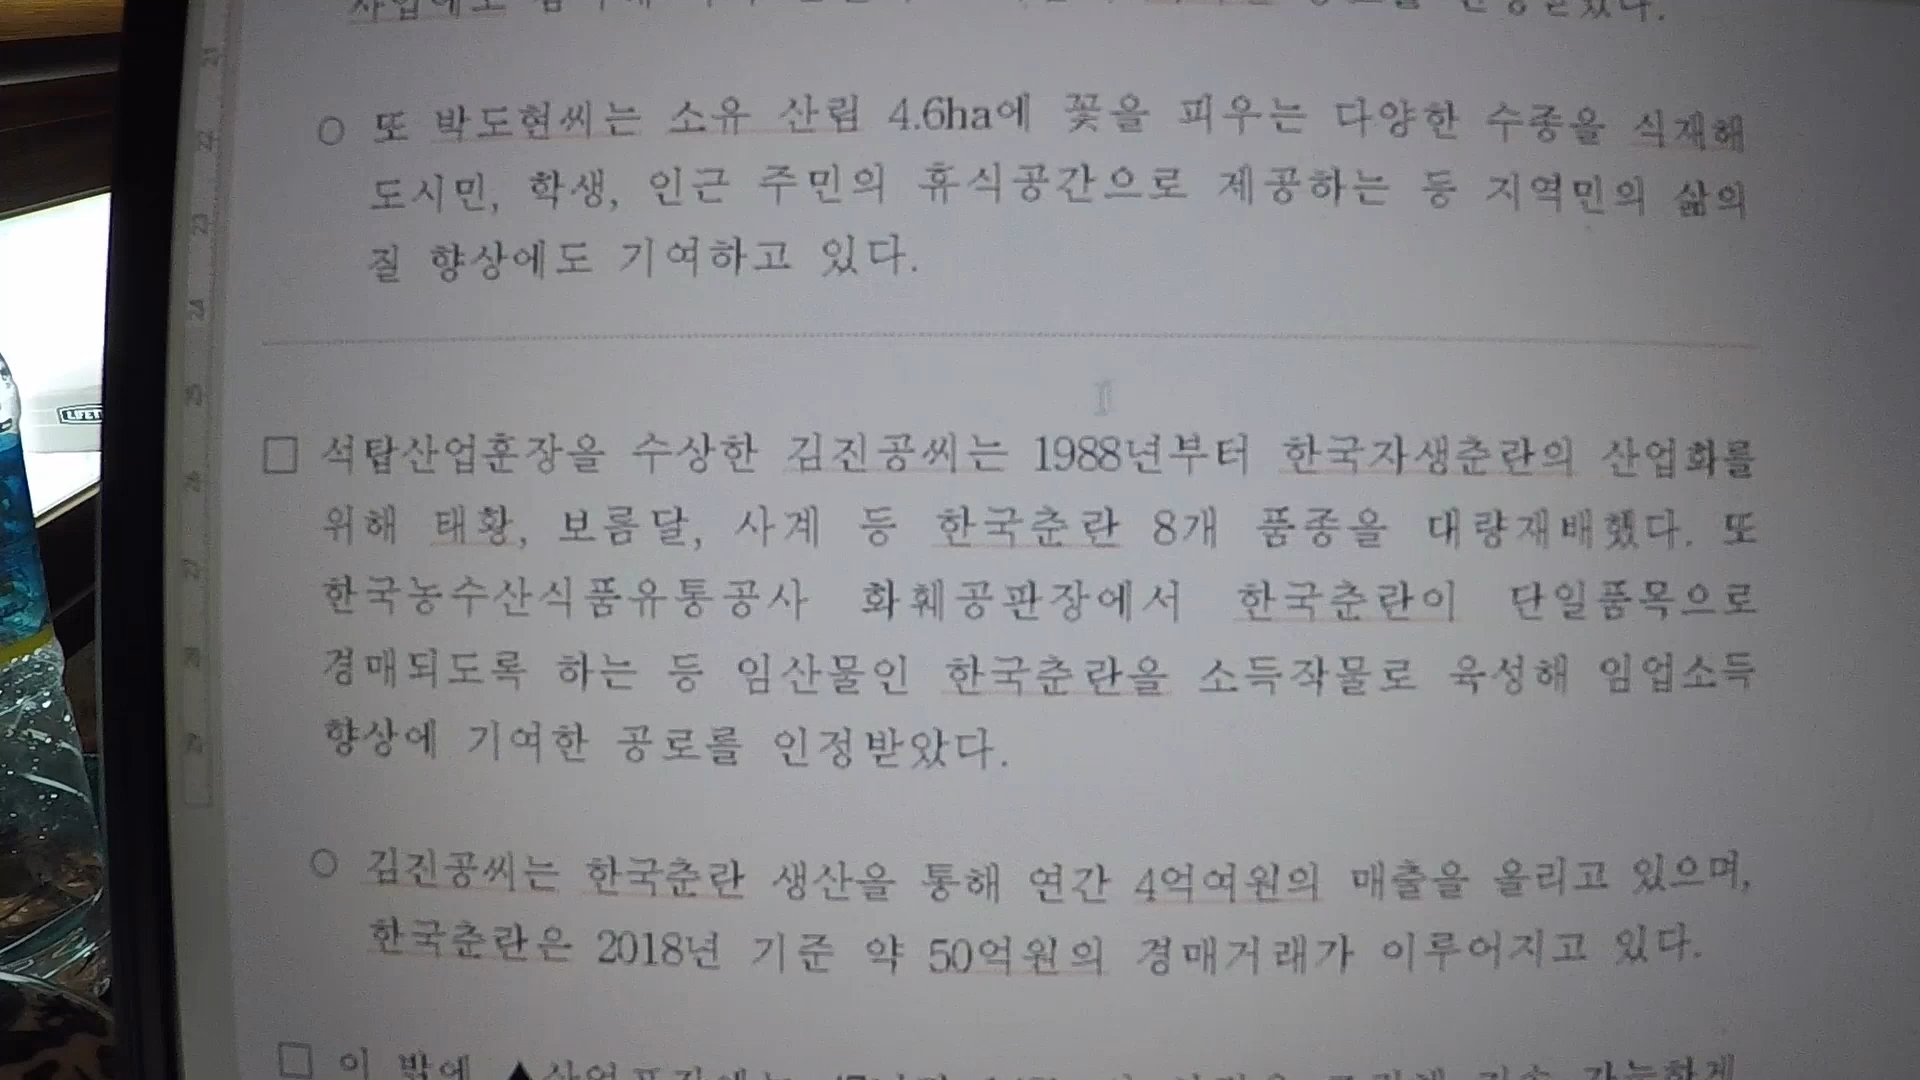 ○ 또 박도현씨는 소유 산림 4.6ha에 꽃을 피우는 다양한 수종을 식재해
도시민, 학생, 인근 주민의 휴식공간으로 제공하는 등 지역민의 삶의
질 향상에도 기여하고 있다.
□ 석탑산업훈장을 수상한 김진공씨는 1988년부터 한국자생춘란의 산업화를
위해 태황, 보름달, 사계 등 한국춘란 8개 품종을 대량재배했다. 또
한국농수산식품유통공사 화훼공판장에서 한국춘란이 단일품목으로
경매되도록 하는 등 임산물인 한국춘란을 소득작물로 육성해 임업소득
향상에 기여한 공로를 인정받았다.
○ 김진공씨는 한국춘란 생산을 통해 연간 4억여원의 매출을 올리고 있으며,
한국춘란은 2018년 기준 약 50억원의 경매거래가 이루어지고 있다.
□ 이 밖에